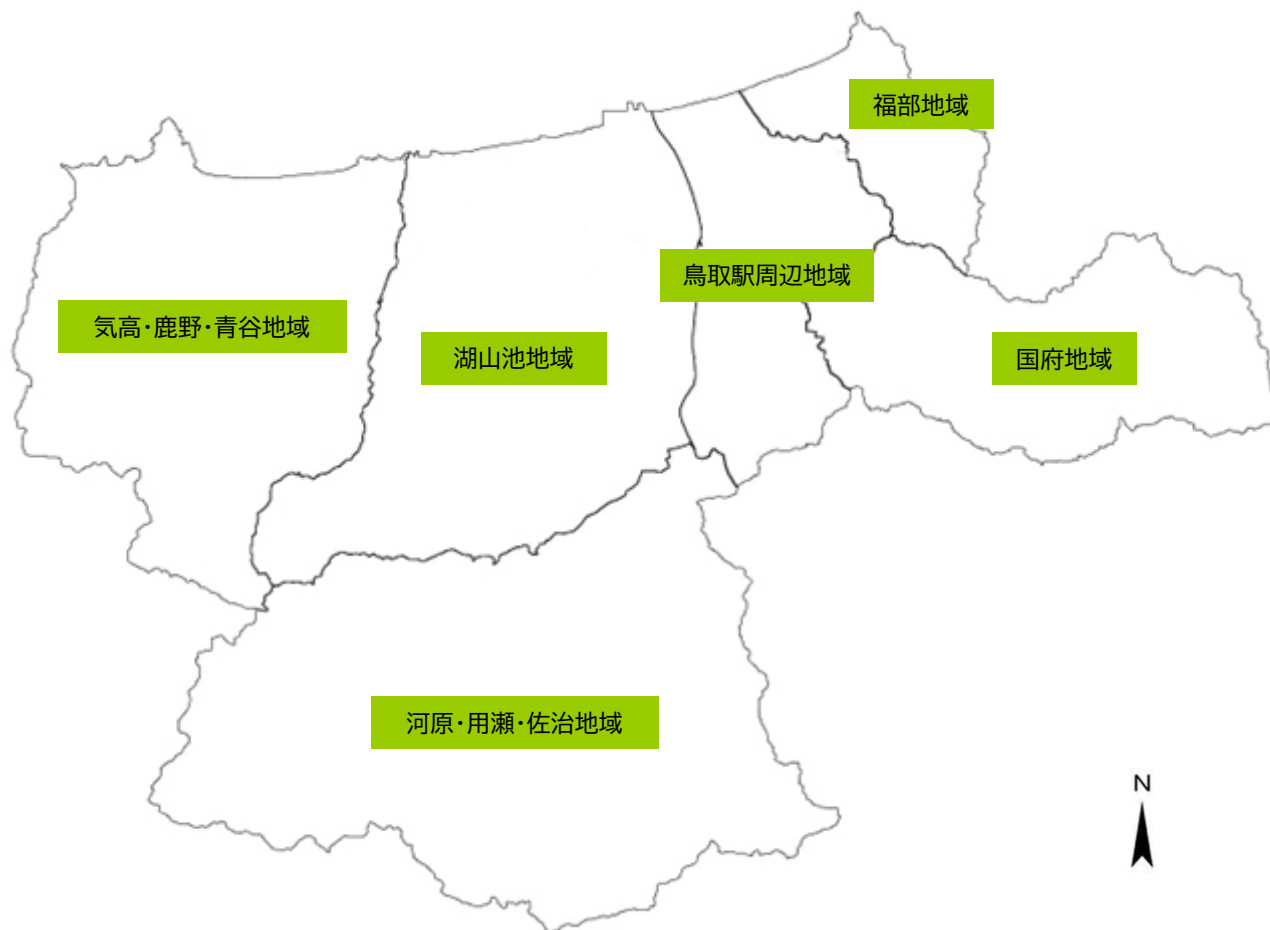 福部地域
鳥取駅周辺地域
気高･鹿野･青谷地域
湖山池地域
国府地域
河原･用瀬･佐治地域
N